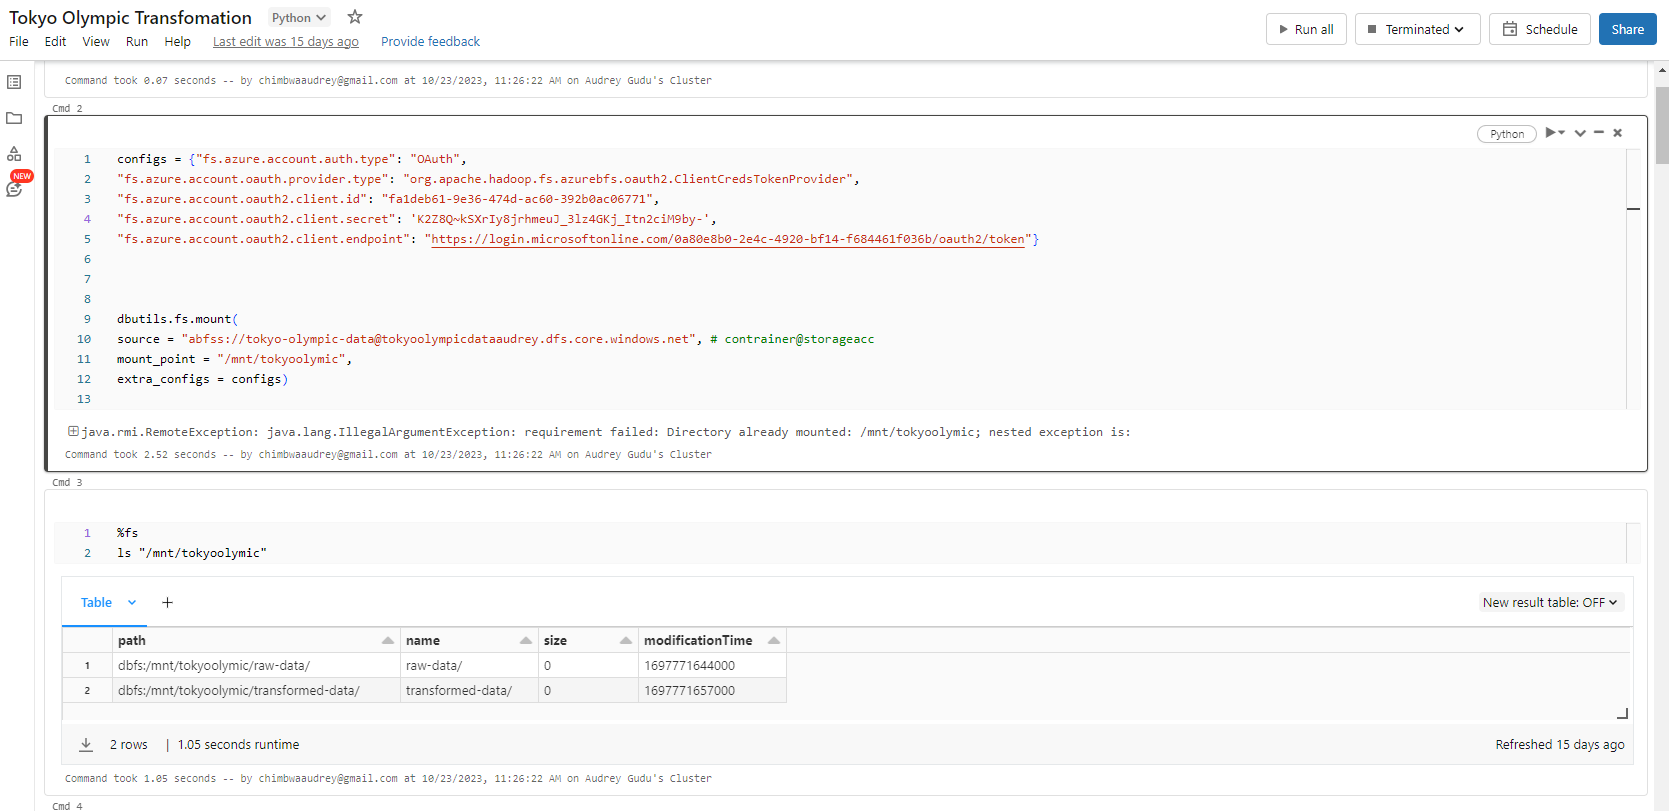 Tokyo Olympic Transfomation Python
File Edit View Run Help Last edit was 15 days ago Provide feedback
Run all Terminated Schedule Share
Command took 0.07 seconds -- by chimbwaaudrey@gmail.com at 10/23/2023, 11:26:22 AM on Audrey Gudu's Cluster
Cmd 2
NEW
Python
1 configs = {"fs.azure.account.auth.type": "OAuth",
2 "fs.azure.account.oauth.provider.type": "org.apache.hadoop.fs.azurebfs.oauth2.ClientCredsTokenProvider",
3 "fs.azure.account.oauth2.client.id": "fa1deb61-9e36-474d-ac60-392b0ac06771",
4 "fs.azure.account.oauth2.client.secret": 'K2Z8Q~kSXrIy8jrhmeuJ_3lz4GKj_Itn2ciM9by-',
5 "fs.azure.account.oauth2.client.endpoint": "https://login.microsoftonline.com/0a80e8b0-2e4c-4920-bf14-f684461f036b/oauth2/token"}
6
7
8
9 dbutils.fs.mount(
10 source = "abfss://tokyo-olympic-data@tokyoolympicdataaudrey.dfs.core.windows.net", # contrainer@storageacc
11 mount_point = "/mnt/tokyoolymic",
12 extra_configs = configs)
13
java.rmi.RemoteException: java.lang.IllegalArgumentException: requirement failed: Directory already mounted: /mnt/tokyoolymic; nested exception is:
Command took 2.52 seconds -- by chimbwaaudrey@gmail.com at 10/23/2023, 11:26:22 AM on Audrey Gudu's Cluster
Cmd 3
1 %fs
2 ls "/mnt/tokyoolymic"
Table + New result table: OFF
path name size modificationTime
1 dbfs:/mnt/tokyoolymic/raw-data/ raw-data/ 0 1697771644000
2 dbfs:/mnt/tokyoolymic/transformed-data/ transformed-data/ 0 1697771657000
2 rows | 1.05 seconds runtime Refreshed 15 days ago
Command took 1.05 seconds -- by chimbwaaudrey@gmail.com at 10/23/2023, 11:26:22 AM on Audrey Gudu's Cluster
Cmd 4